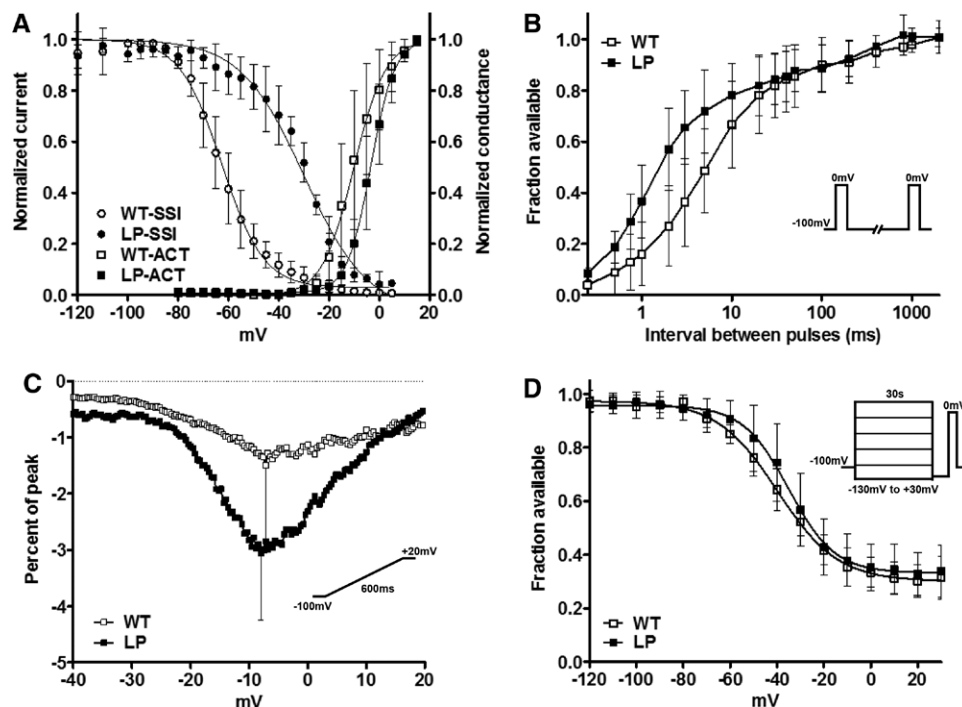 A
Normalized current
Normalized conductance
1.0
0.8
0.6
0.4
0.2
0.0
1.0
0.8
0.6
0.4
0.2
0.0
WT-SSI
LP-SSI
WT-ACT
LP-ACT
-120 -100 -80 -60 -40 -20 0 20
mV
B
Fraction available
1.0
0.8
0.6
0.4
0.2
0.0
WT
LP
0mV 0mV
-100mV
1 10 100 1000
Interval between pulses (ms)
C
Percent of peak
0
-1
-2
-3
-4
-5
+20mV
600ms
-100mV
WT
LP
-40 -30 -20 -10 0 10 20
mV
D
Fraction available
1.0
0.8
0.6
0.4
0.2
0.0
30s
0mV
-100mV
-130mV to +30mV
WT
LP
-120 -100 -80 -60 -40 -20 0 20
mV